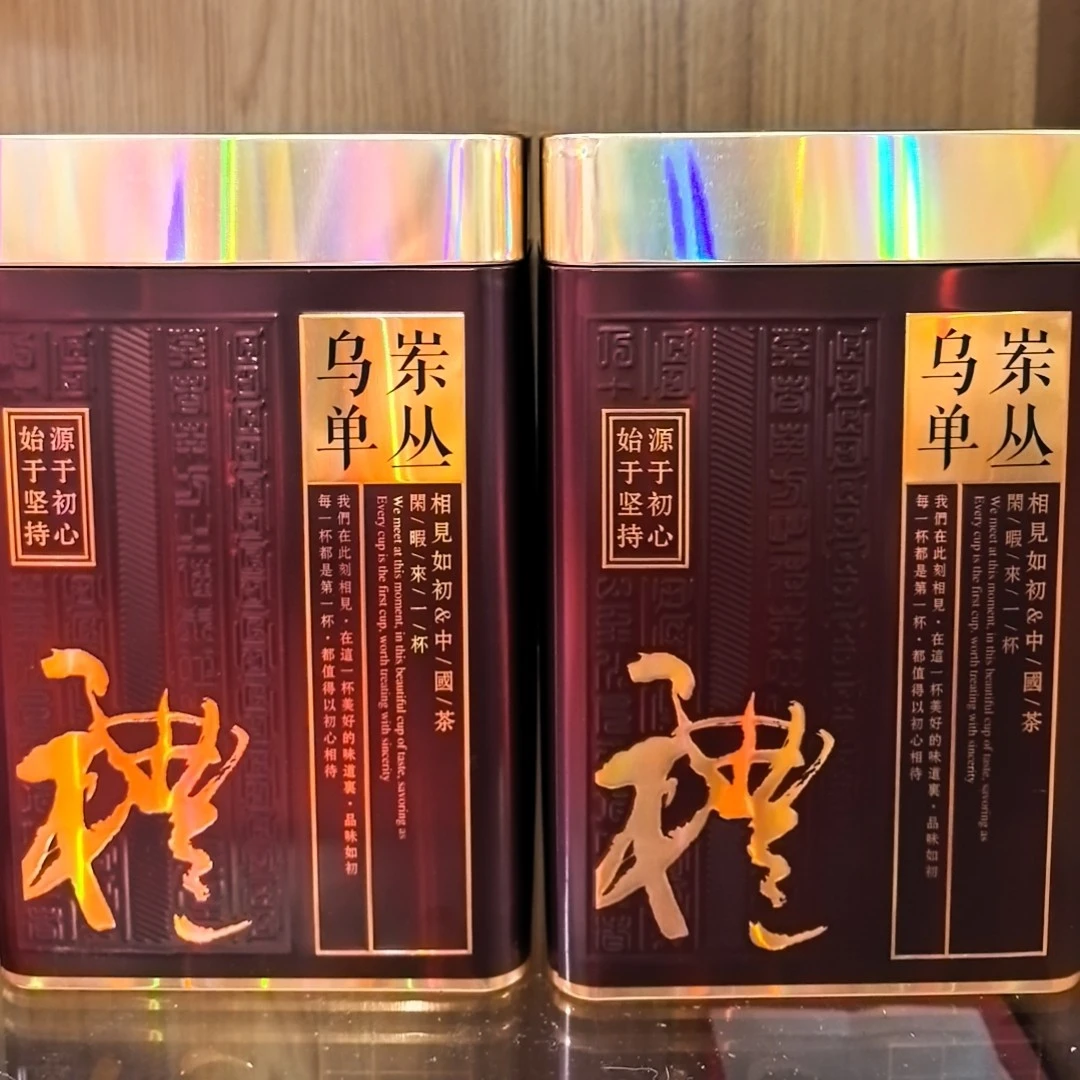 乌岽
单丛
源于初心
始于坚持
相見如初&中/國/茶
閑/暇/來/一/杯
We meet at this moment, in this beautiful cup of taste, savoring as
Every cup is the first cup, worth treating with sincerity
我們在此刻相見·在這一杯美好的味道裏·品味如初
每一杯都是第一杯·都值得以初心相待
禮
乌岽
单丛
源于初心
始于坚持
相見如初&中/國/茶
閑/暇/來/一/杯
We meet at this moment, in this beautiful cup of taste, savoring as
Every cup is the first cup, worth treating with sincerity
我們在此刻相見·在這一杯美好的味道裏·品味如初
每一杯都是第一杯·都值得以初心相待
禮